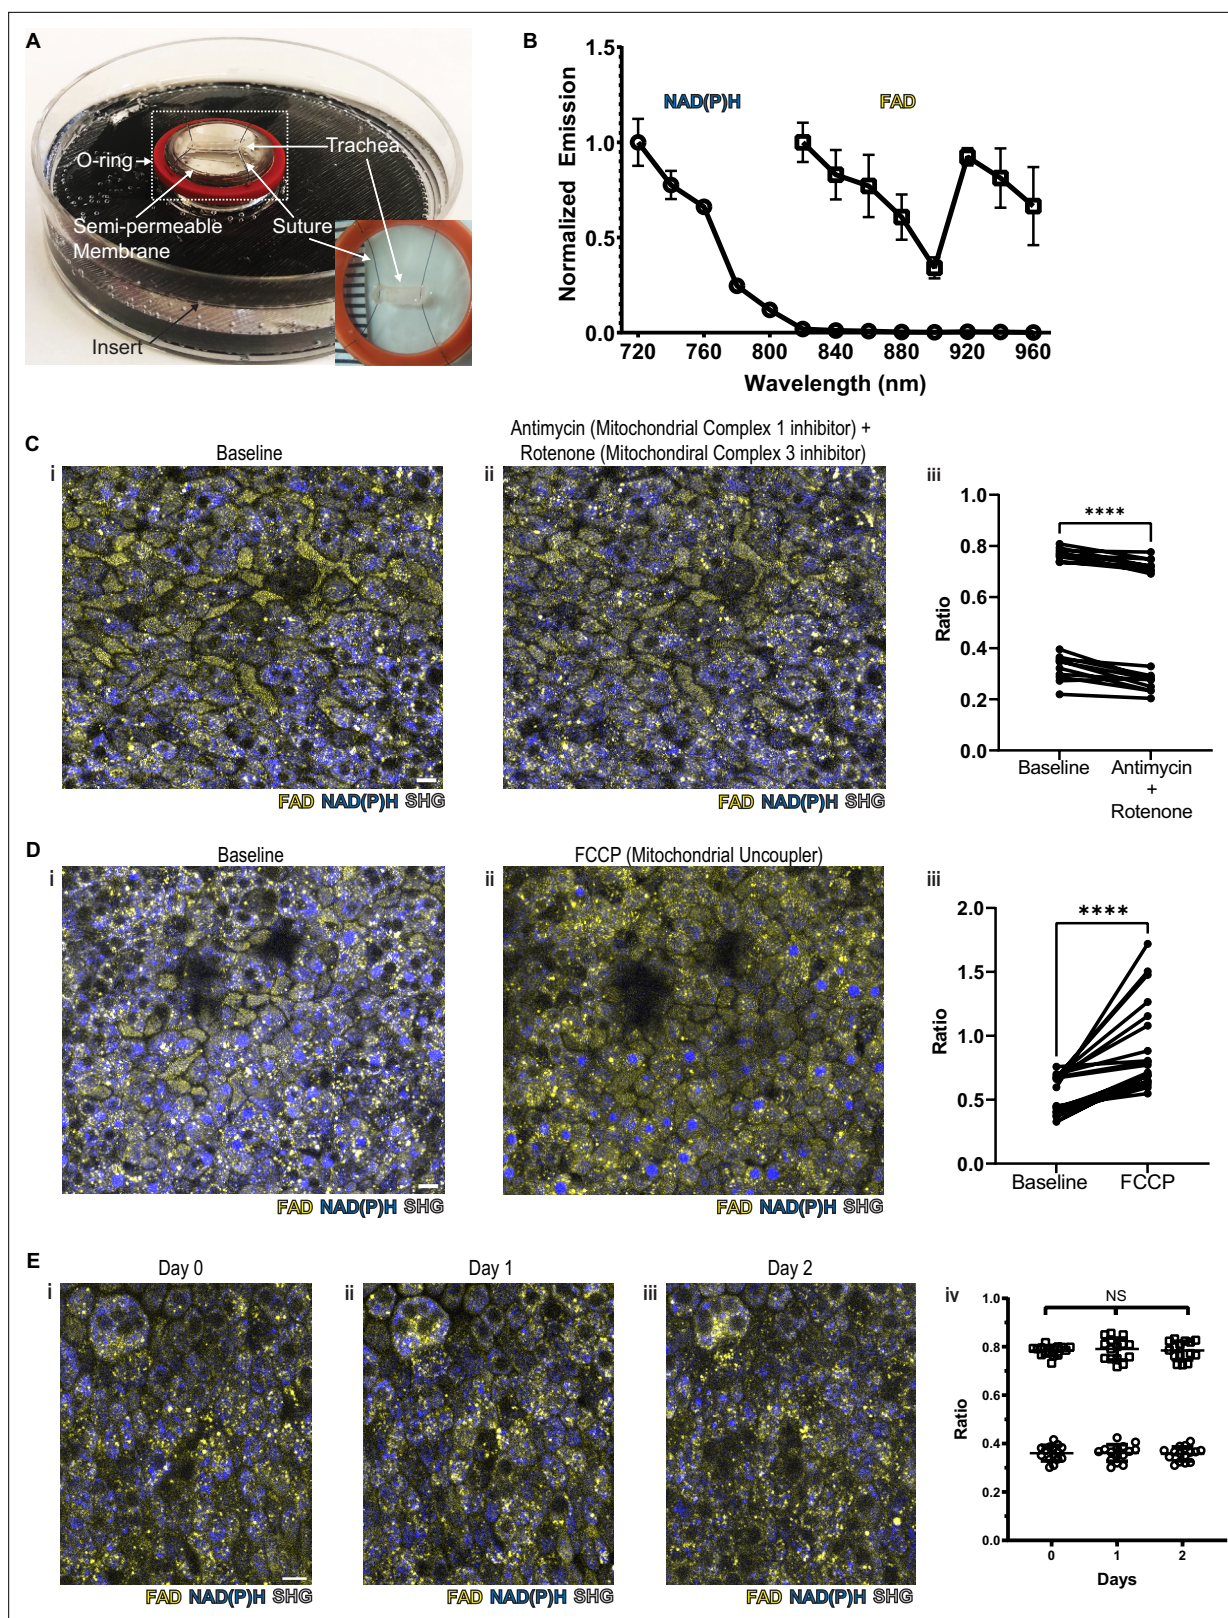 A
O-ring
Trachea
Semi-permeable
Membrane
Suture
Insert
B
1.5
1.0
0.5
0.0
Normalized Emission
NAD(P)H
FAD
720 760 800 840 880 920 960
Wavelength (nm)
C
i
Baseline
FAD NAD(P)H SHG
ii
Antimycin (Mitochondrial Complex 1 inhibitor) +
Rotenone (Mitochondiral Complex 3 inhibitor)
FAD NAD(P)H SHG
iii
1.0
0.8
0.6
0.4
0.2
0.0
Ratio
****
Baseline
Antimycin
+
Rotenone
D
i
Baseline
FAD NAD(P)H SHG
ii
FCCP (Mitochondrial Uncoupler)
FAD NAD(P)H SHG
iii
2.0
1.5
1.0
0.5
0.0
Ratio
****
Baseline FCCP
E
i
Day 0
FAD NAD(P)H SHG
ii
Day 1
FAD NAD(P)H SHG
iii
Day 2
FAD NAD(P)H SHG
iv
1.0
0.8
0.6
0.4
0.2
0.0
Ratio
NS
0 1 2
Days